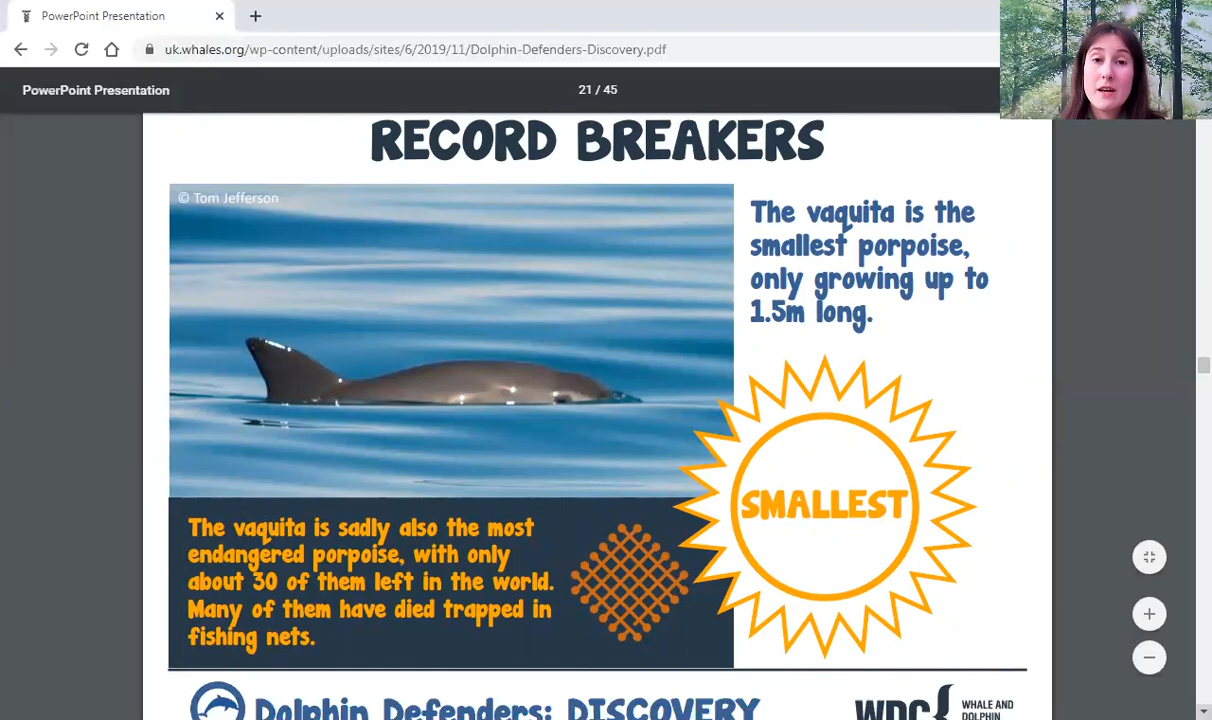 PowerPoint Presentation
uk.whales.org/wp-content/uploads/sites/6/2019/11/Dolphin-Defenders-Discovery.pdf
PowerPoint Presentation
21 / 45
RECORD BREAKERS
© Tom Jefferson
The vaquita is the
smallest porpoise,
only growing up to
1.5m long.
SMALLEST
The vaquita is sadly also the most
endangered porpoise, with only
about 30 of them left in the world.
Many of them have died trapped in
fishing nets.
Dolphin Defenders: DISCOVERY
WDC
WHALE AND
DOLPHIN